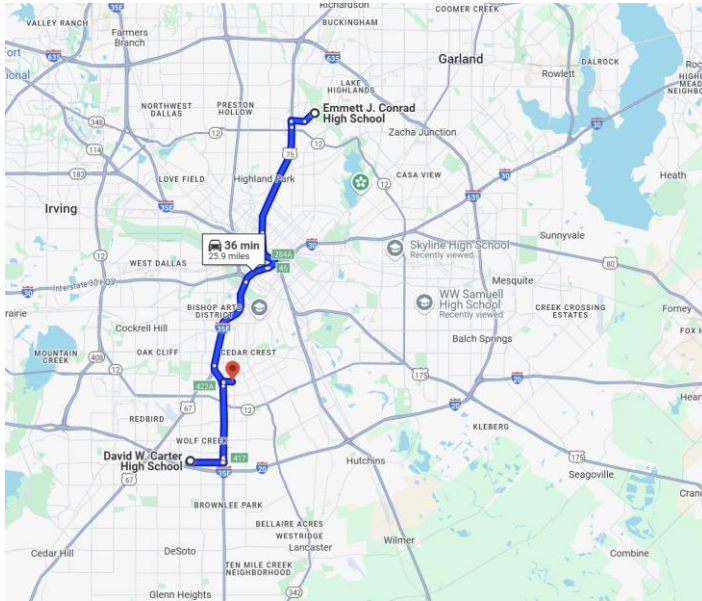 Richardson
COOMER CREEK
VALLEY RANCH
BUCKINGHAM
Farmers
Branch
635
Garland
DALROCK
Fort
LAKE
HIGHLANDS
Rowlett
Emmett J. Conrad
High School
NORTHWEST
DALLAS
PRESTON
HOLLOW
348
12
Zacha Junction
30
114
75
12
183
LOVE FIELD
Highland Park
CASA VIEW
12
Heath
35E
635
Irving
36 min
25.9 miles
Skyline High School
Recently viewed
Sunnyvale
80
284A
30
45
WEST DALLAS
Mesquite
30
WW Samuell
High School
Recently viewed
BISHOP ARTS
DISTRICT
CREEK CROSSING
ESTATES
Forney
35E
Cockrell Hill
Balch Springs
MOUNTAIN
CREEK
OAK CLIFF
CEDAR CREST
408
12
175
20
422A
67
12
20
REDBIRD
KLEBERG
WOLF CREEK
David W. Carter
High School
417
175
67
35E
20
Hutchins
Seagoville
BROWNLEE PARK
BELLAIRE ACRES
WESTRIDGE
Cedar Hill
DeSoto
Lancaster
Wilmer
Combine
TEN MILE CREEK
NEIGHBORHOOD
342
Glenn Heights